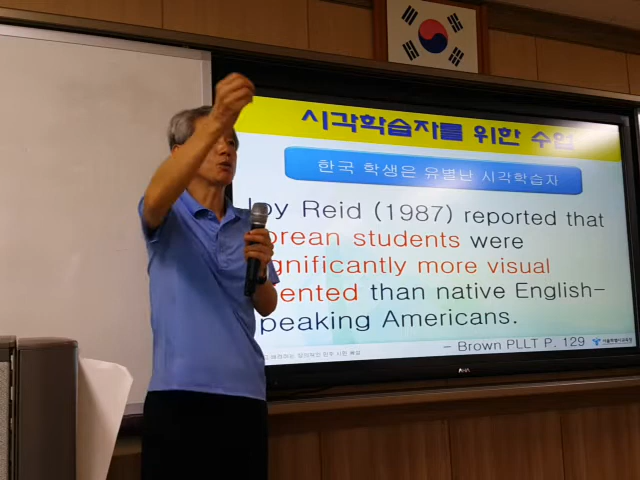 시각학습자를 위한 수업
한국 학생은 유별난 시각학습자
Joy Reid (1987) reported that
orean students were
gnificantly more visual
ented than native English-
peaking Americans.
- Brown PLLT P. 129